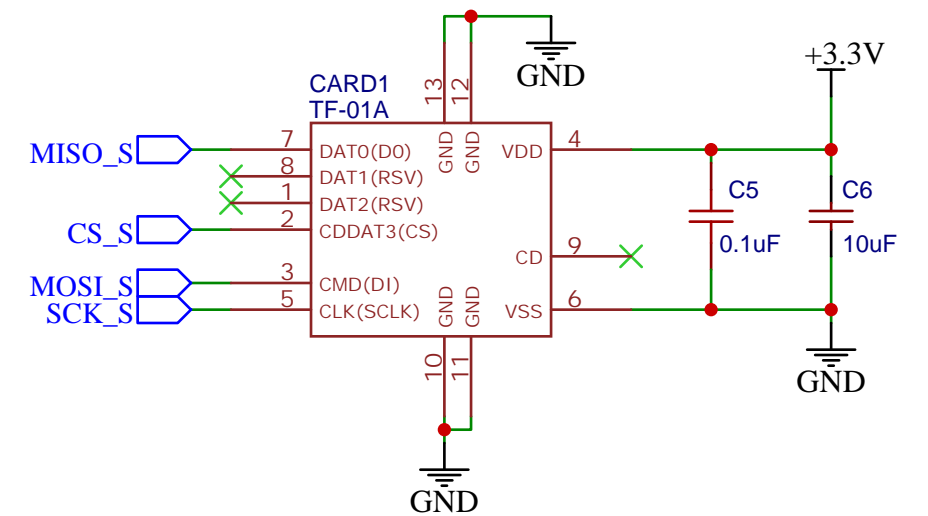 GND
+3.3V
CARD1
TF-01A
13
12
MISO_S
7
DAT0(D0)
GND
GND
VDD
4
8
DAT1(RSV)
C5
C6
1
DAT2(RSV)
CS_S
2
CDDAT3(CS)
0.1uF
10uF
CD
9
MOSI_S
3
CMD(DI)
SCK_S
5
CLK(SCLK)
GND
GND
VSS
6
10
11
GND
GND